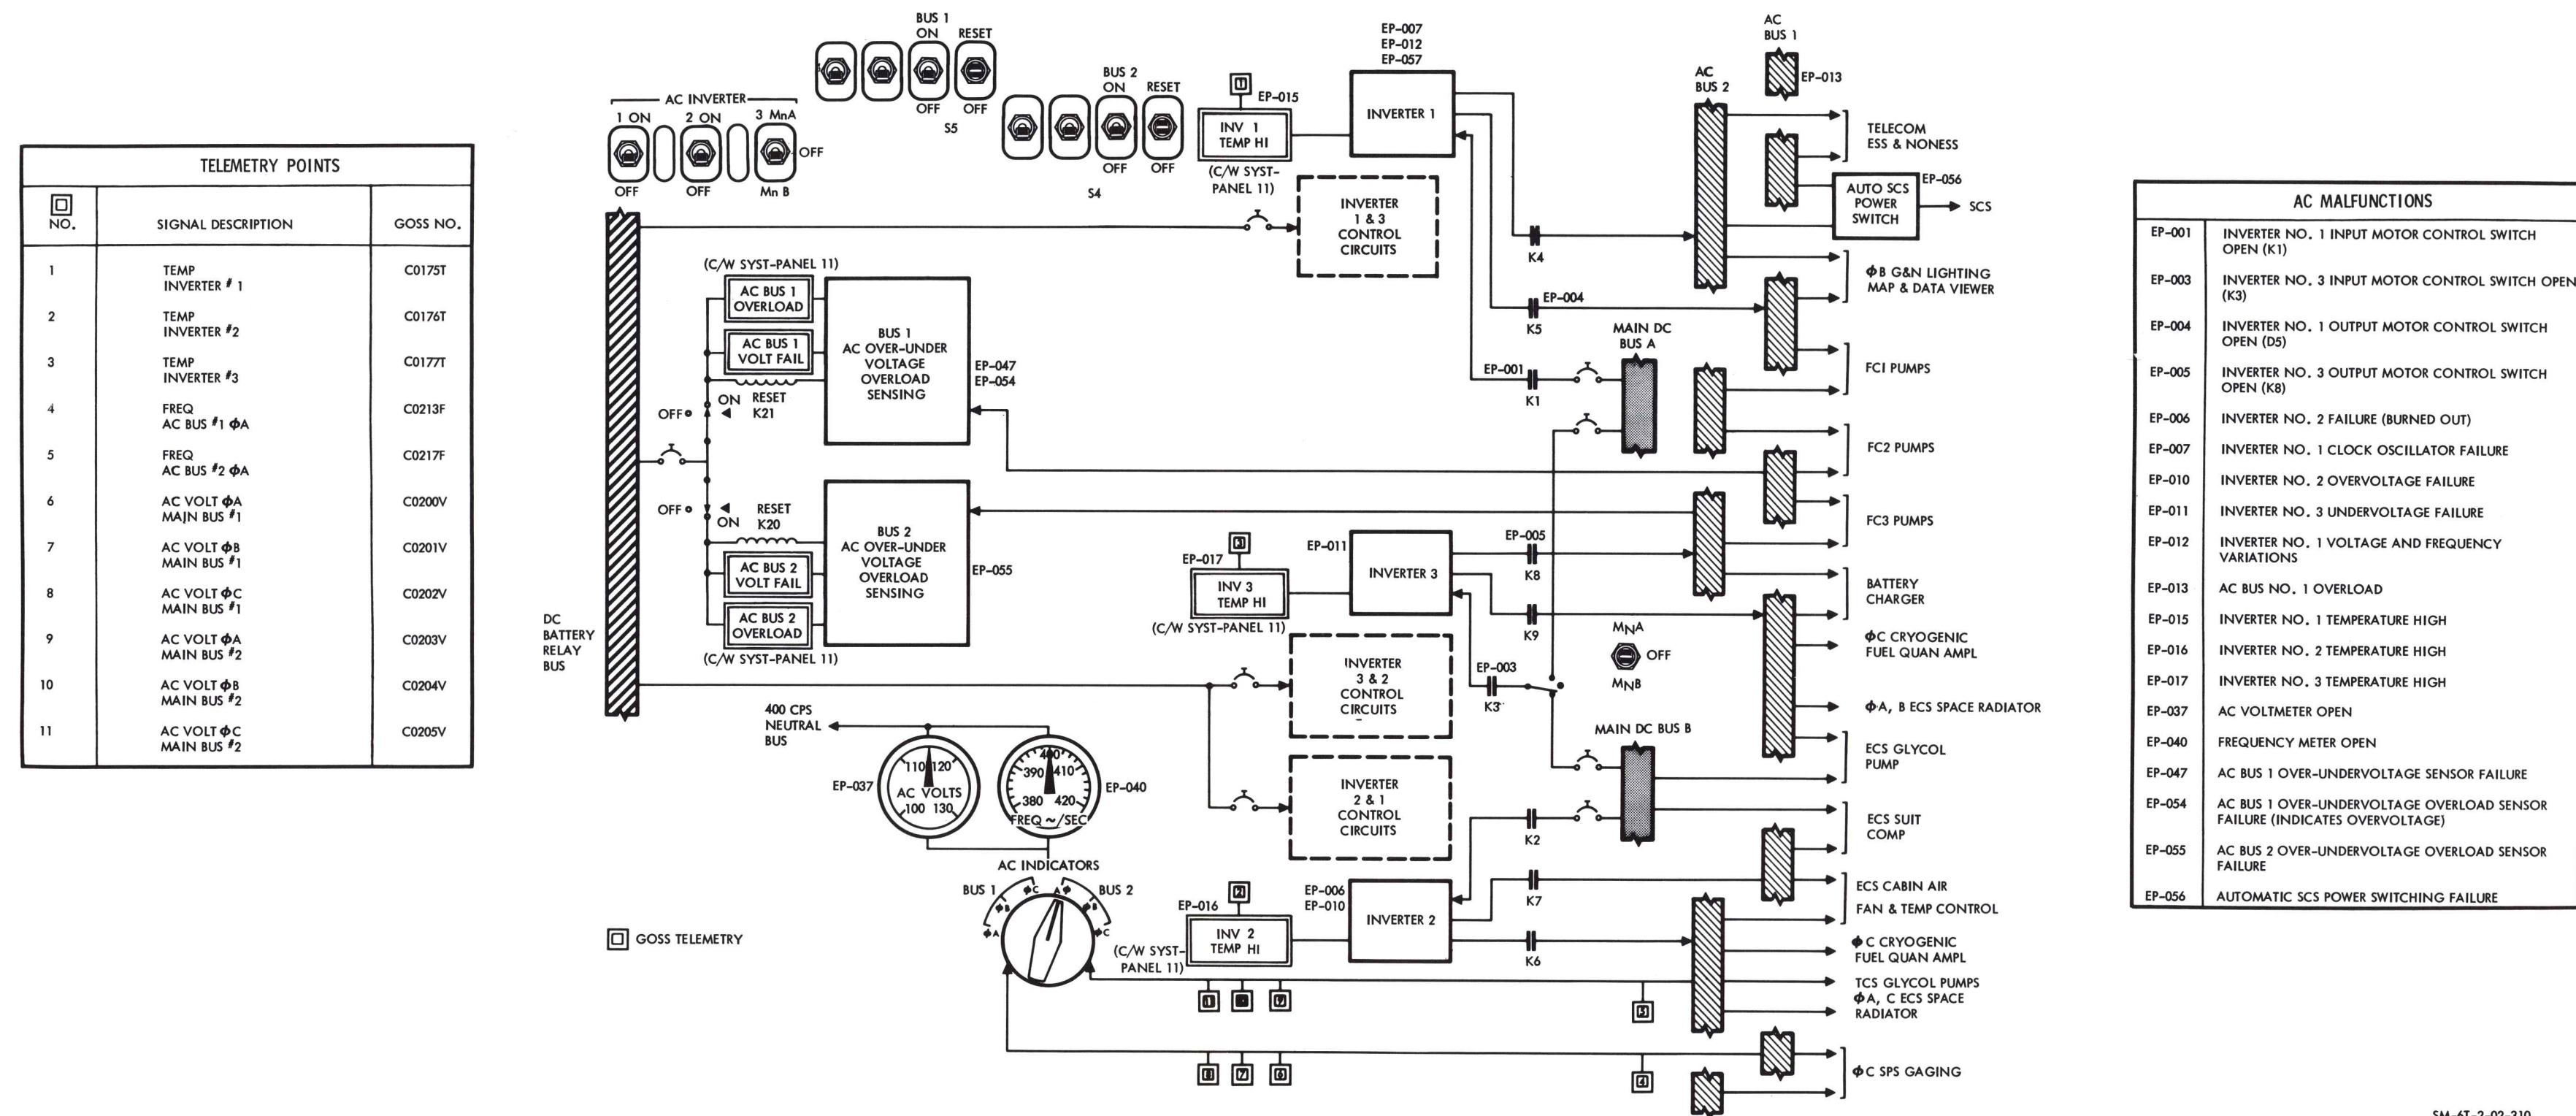 TELEMETRY POINTS
NO. SIGNAL DESCRIPTION GOSS NO.
1 TEMP C0175T
INVERTER # 1
2 TEMP C0176T
INVERTER #2
3 TEMP C0177T
INVERTER #3
4 FREQ C0213F
AC BUS #1 ϕA
5 FREQ C0217F
AC BUS #2 ϕA
6 AC VOLT ϕA C0200V
MAIN BUS #1
7 AC VOLT ϕB C0201V
MAIN BUS #1
8 AC VOLT ϕC C0202V
MAIN BUS #1
9 AC VOLT ϕA C0203V
MAIN BUS #2
10 AC VOLT ϕB C0204V
MAIN BUS #2
11 AC VOLT ϕC C0205V
MAIN BUS #2
AC INVERTER
1 ON 2 ON 3 MnA
OFF
OFF OFF Mn B
BUS 1
ON RESET
OFF OFF
S5
BUS 2
ON RESET
OFF OFF
S4
1
EP-015
INV 1
TEMP HI
(C/W SYST-
PANEL 11)
EP-007
EP-012
EP-057
INVERTER 1
INVERTER
1 & 3
CONTROL
CIRCUITS
K4
EP-004
K5
EP-001
K1
MAIN DC
BUS A
AC
BUS 2
AC
BUS 1
EP-013
TELECOM
ESS & NONESS
AUTO SCS
POWER
SWITCH
EP-056
SCS
ϕB G&N LIGHTING
MAP & DATA VIEWER
FC1 PUMPS
FC2 PUMPS
FC3 PUMPS
BATTERY
CHARGER
ϕC CRYOGENIC
FUEL QUAN AMPL
ϕA, B ECS SPACE RADIATOR
ECS GLYCOL
PUMP
ECS SUIT
COMP
ECS CABIN AIR
FAN & TEMP CONTROL
ϕC CRYOGENIC
FUEL QUAN AMPL
TCS GLYCOL PUMPS
ϕA, C ECS SPACE
RADIATOR
ϕC SPS GAGING
(C/W SYST-PANEL 11)
AC BUS 1
OVERLOAD
AC BUS 1
VOLT FAIL
OFF ON RESET
K21
BUS 1
AC OVER-UNDER
VOLTAGE
OVERLOAD
SENSING
EP-047
EP-054
OFF ON RESET
K20
AC BUS 2
VOLT FAIL
AC BUS 2
OVERLOAD
(C/W SYST-PANEL 11)
BUS 2
AC OVER-UNDER
VOLTAGE
OVERLOAD
SENSING
EP-055
DC
BATTERY
RELAY
BUS
3
EP-017
INV 3
TEMP HI
(C/W SYST-PANEL 11)
EP-011
INVERTER 3
EP-005
K8
K9
EP-003
K3
MNA
OFF
MNB
INVERTER
3 & 2
CONTROL
CIRCUITS
MAIN DC BUS B
INVERTER
2 & 1
CONTROL
CIRCUITS
K2
K7
K6
2
EP-016
INV 2
TEMP HI
(C/W SYST-
PANEL 11)
EP-006
EP-010
INVERTER 2
400 CPS
NEUTRAL
BUS
EP-037
110 120
AC VOLTS
100 130
400
390 410
380 420
FREQ ~/SEC
EP-040
AC INDICATORS
BUS 1 BUS 2
ϕC Aϕ
ϕB ϕB
ϕA ϕC
11 10 9 5
8 7 6 4
GOSS TELEMETRY
AC MALFUNCTIONS
EP-001 INVERTER NO. 1 INPUT MOTOR CONTROL SWITCH
OPEN (K1)
EP-003 INVERTER NO. 3 INPUT MOTOR CONTROL SWITCH OPEN
(K3)
EP-004 INVERTER NO. 1 OUTPUT MOTOR CONTROL SWITCH
OPEN (D5)
EP-005 INVERTER NO. 3 OUTPUT MOTOR CONTROL SWITCH
OPEN (K8)
EP-006 INVERTER NO. 2 FAILURE (BURNED OUT)
EP-007 INVERTER NO. 1 CLOCK OSCILLATOR FAILURE
EP-010 INVERTER NO. 2 OVERVOLTAGE FAILURE
EP-011 INVERTER NO. 3 UNDERVOLTAGE FAILURE
EP-012 INVERTER NO. 1 VOLTAGE AND FREQUENCY
VARIATIONS
EP-013 AC BUS NO. 1 OVERLOAD
EP-015 INVERTER NO. 1 TEMPERATURE HIGH
EP-016 INVERTER NO. 2 TEMPERATURE HIGH
EP-017 INVERTER NO. 3 TEMPERATURE HIGH
EP-037 AC VOLTMETER OPEN
EP-040 FREQUENCY METER OPEN
EP-047 AC BUS 1 OVER-UNDERVOLTAGE SENSOR FAILURE
EP-054 AC BUS 1 OVER-UNDERVOLTAGE OVERLOAD SENSOR
FAILURE (INDICATES OVERVOLTAGE)
EP-055 AC BUS 2 OVER-UNDERVOLTAGE OVERLOAD SENSOR
FAILURE
EP-056 AUTOMATIC SCS POWER SWITCHING FAILURE